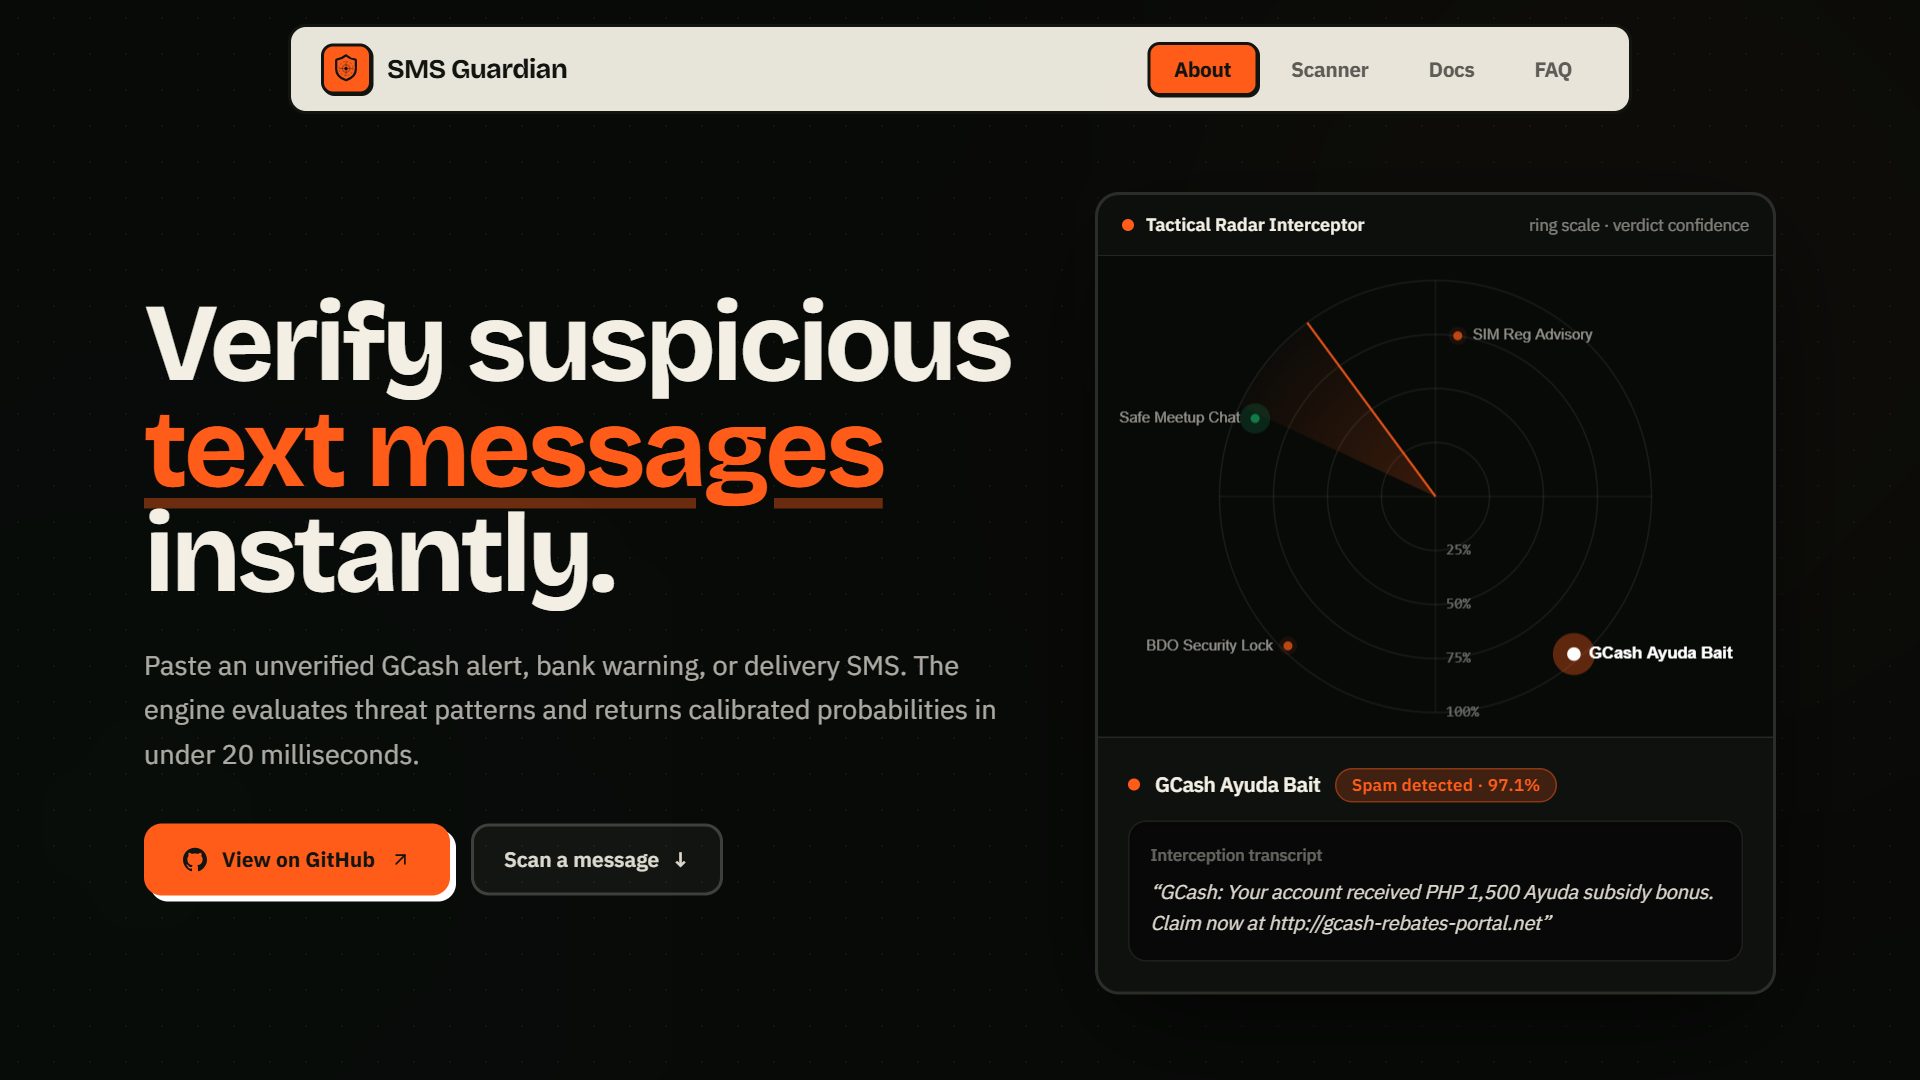 SMS Guardian
About
Scanner
Docs
FAQ
Verify suspicious
text messages
instantly.
Paste an unverified GCash alert, bank warning, or delivery SMS. The
engine evaluates threat patterns and returns calibrated probabilities in
under 20 milliseconds.
View on GitHub
Scan a message ↓
Tactical Radar Interceptor
ring scale · verdict confidence
SIM Reg Advisory
Safe Meetup Chat
25%
50%
BDO Security Lock
75%
GCash Ayuda Bait
100%
GCash Ayuda Bait
Spam detected · 97.1%
Interception transcript
“GCash: Your account received PHP 1,500 Ayuda subsidy bonus.
Claim now at http://gcash-rebates-portal.net”